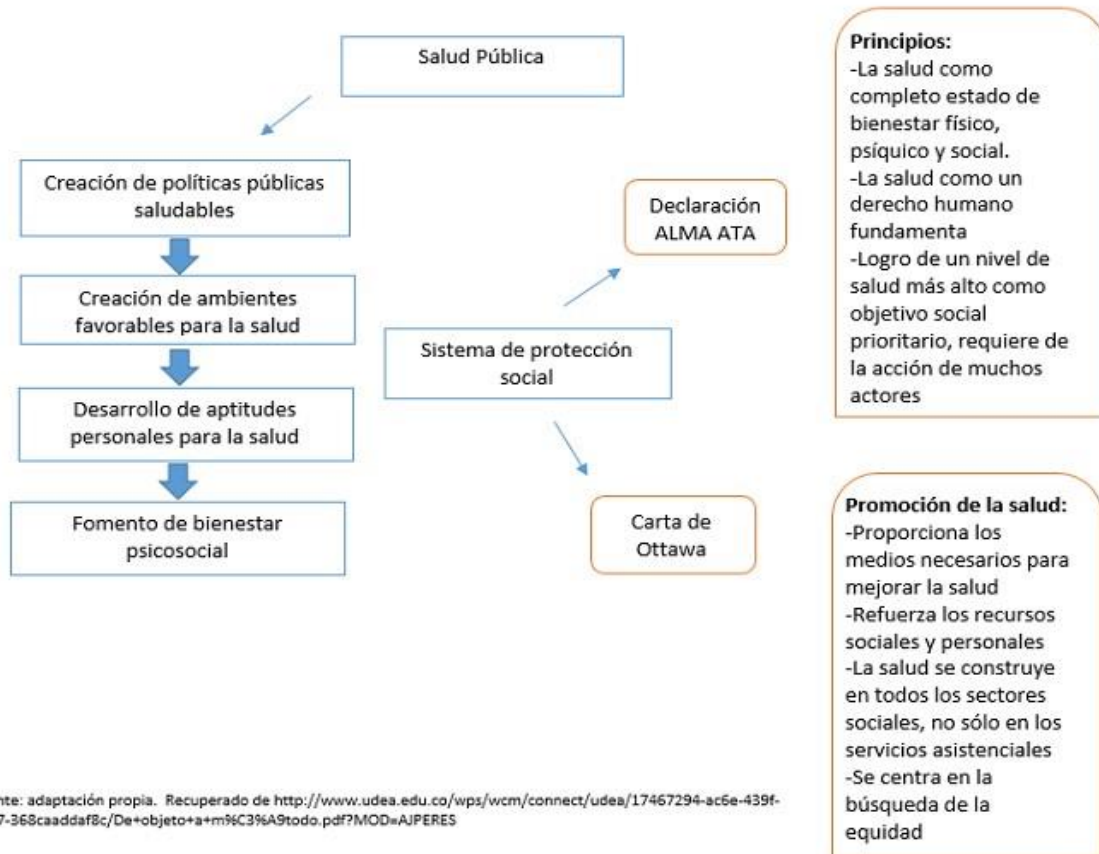 Salud Pública
Creación de políticas públicas
saludables
Creación de ambientes
favorables para la salud
Desarrollo de aptitudes
personales para la salud
Fomento de bienestar
psicosocial
Declaración
ALMA ATA
Sistema de protección
social
Carta de
Ottawa
Principios:
-La salud como
completo estado de
bienestar físico,
psíquico y social.
-La salud como un
derecho humano
fundamenta
-Logro de un nivel de
salud más alto como
objetivo social
prioritario, requiere de
la acción de muchos
actores
Promoción de la salud:
-Proporciona los
medios necesarios para
mejorar la salud
-Refuerza los recursos
sociales y personales
-La salud se construye
en todos los sectores
sociales, no sólo en los
servicios asistenciales
-Se centra en la
búsqueda de la
equidad
nte: adaptación propia. Recuperado de http://www.udea.edu.co/wps/wcm/connect/udea/17467294-ac6e-439f-
7-368caaddaf8c/De+objeto+a+m%C3%A9todo.pdf?MOD=AJPERES